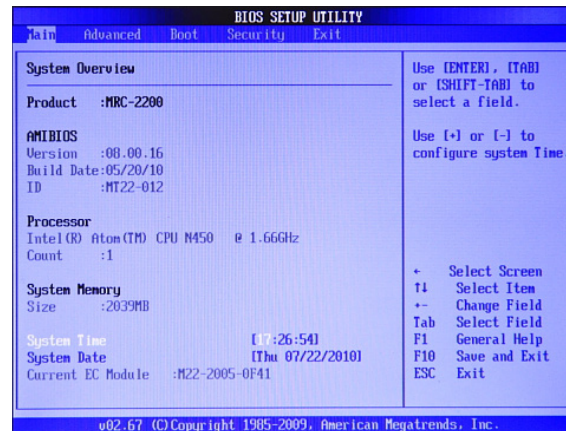 BIOS SETUP UTILITY
Main Advanced Boot Security Exit
System Overview
Product :MRC-2200
AMIBIOS
Version :08.00.16
Build Date:05/20/10
ID :MT22-012
Processor
Intel(R) Atom(TM) CPU N450 @ 1.66GHz
Count :1
System Memory
Size :2039MB
System Time [17:26:54]
System Date [Thu 07/22/2010]
Current EC Module :M22-2005-0F41
Use [ENTER], [TAB]
or [SHIFT-TAB] to
select a field.
Use [+] or [-] to
configure system Time
← Select Screen
↑↓ Select Item
+- Change Field
Tab Select Field
F1 General Help
F10 Save and Exit
ESC Exit
v02.67 (C)Copyright 1985-2009, American Megatrends, Inc.